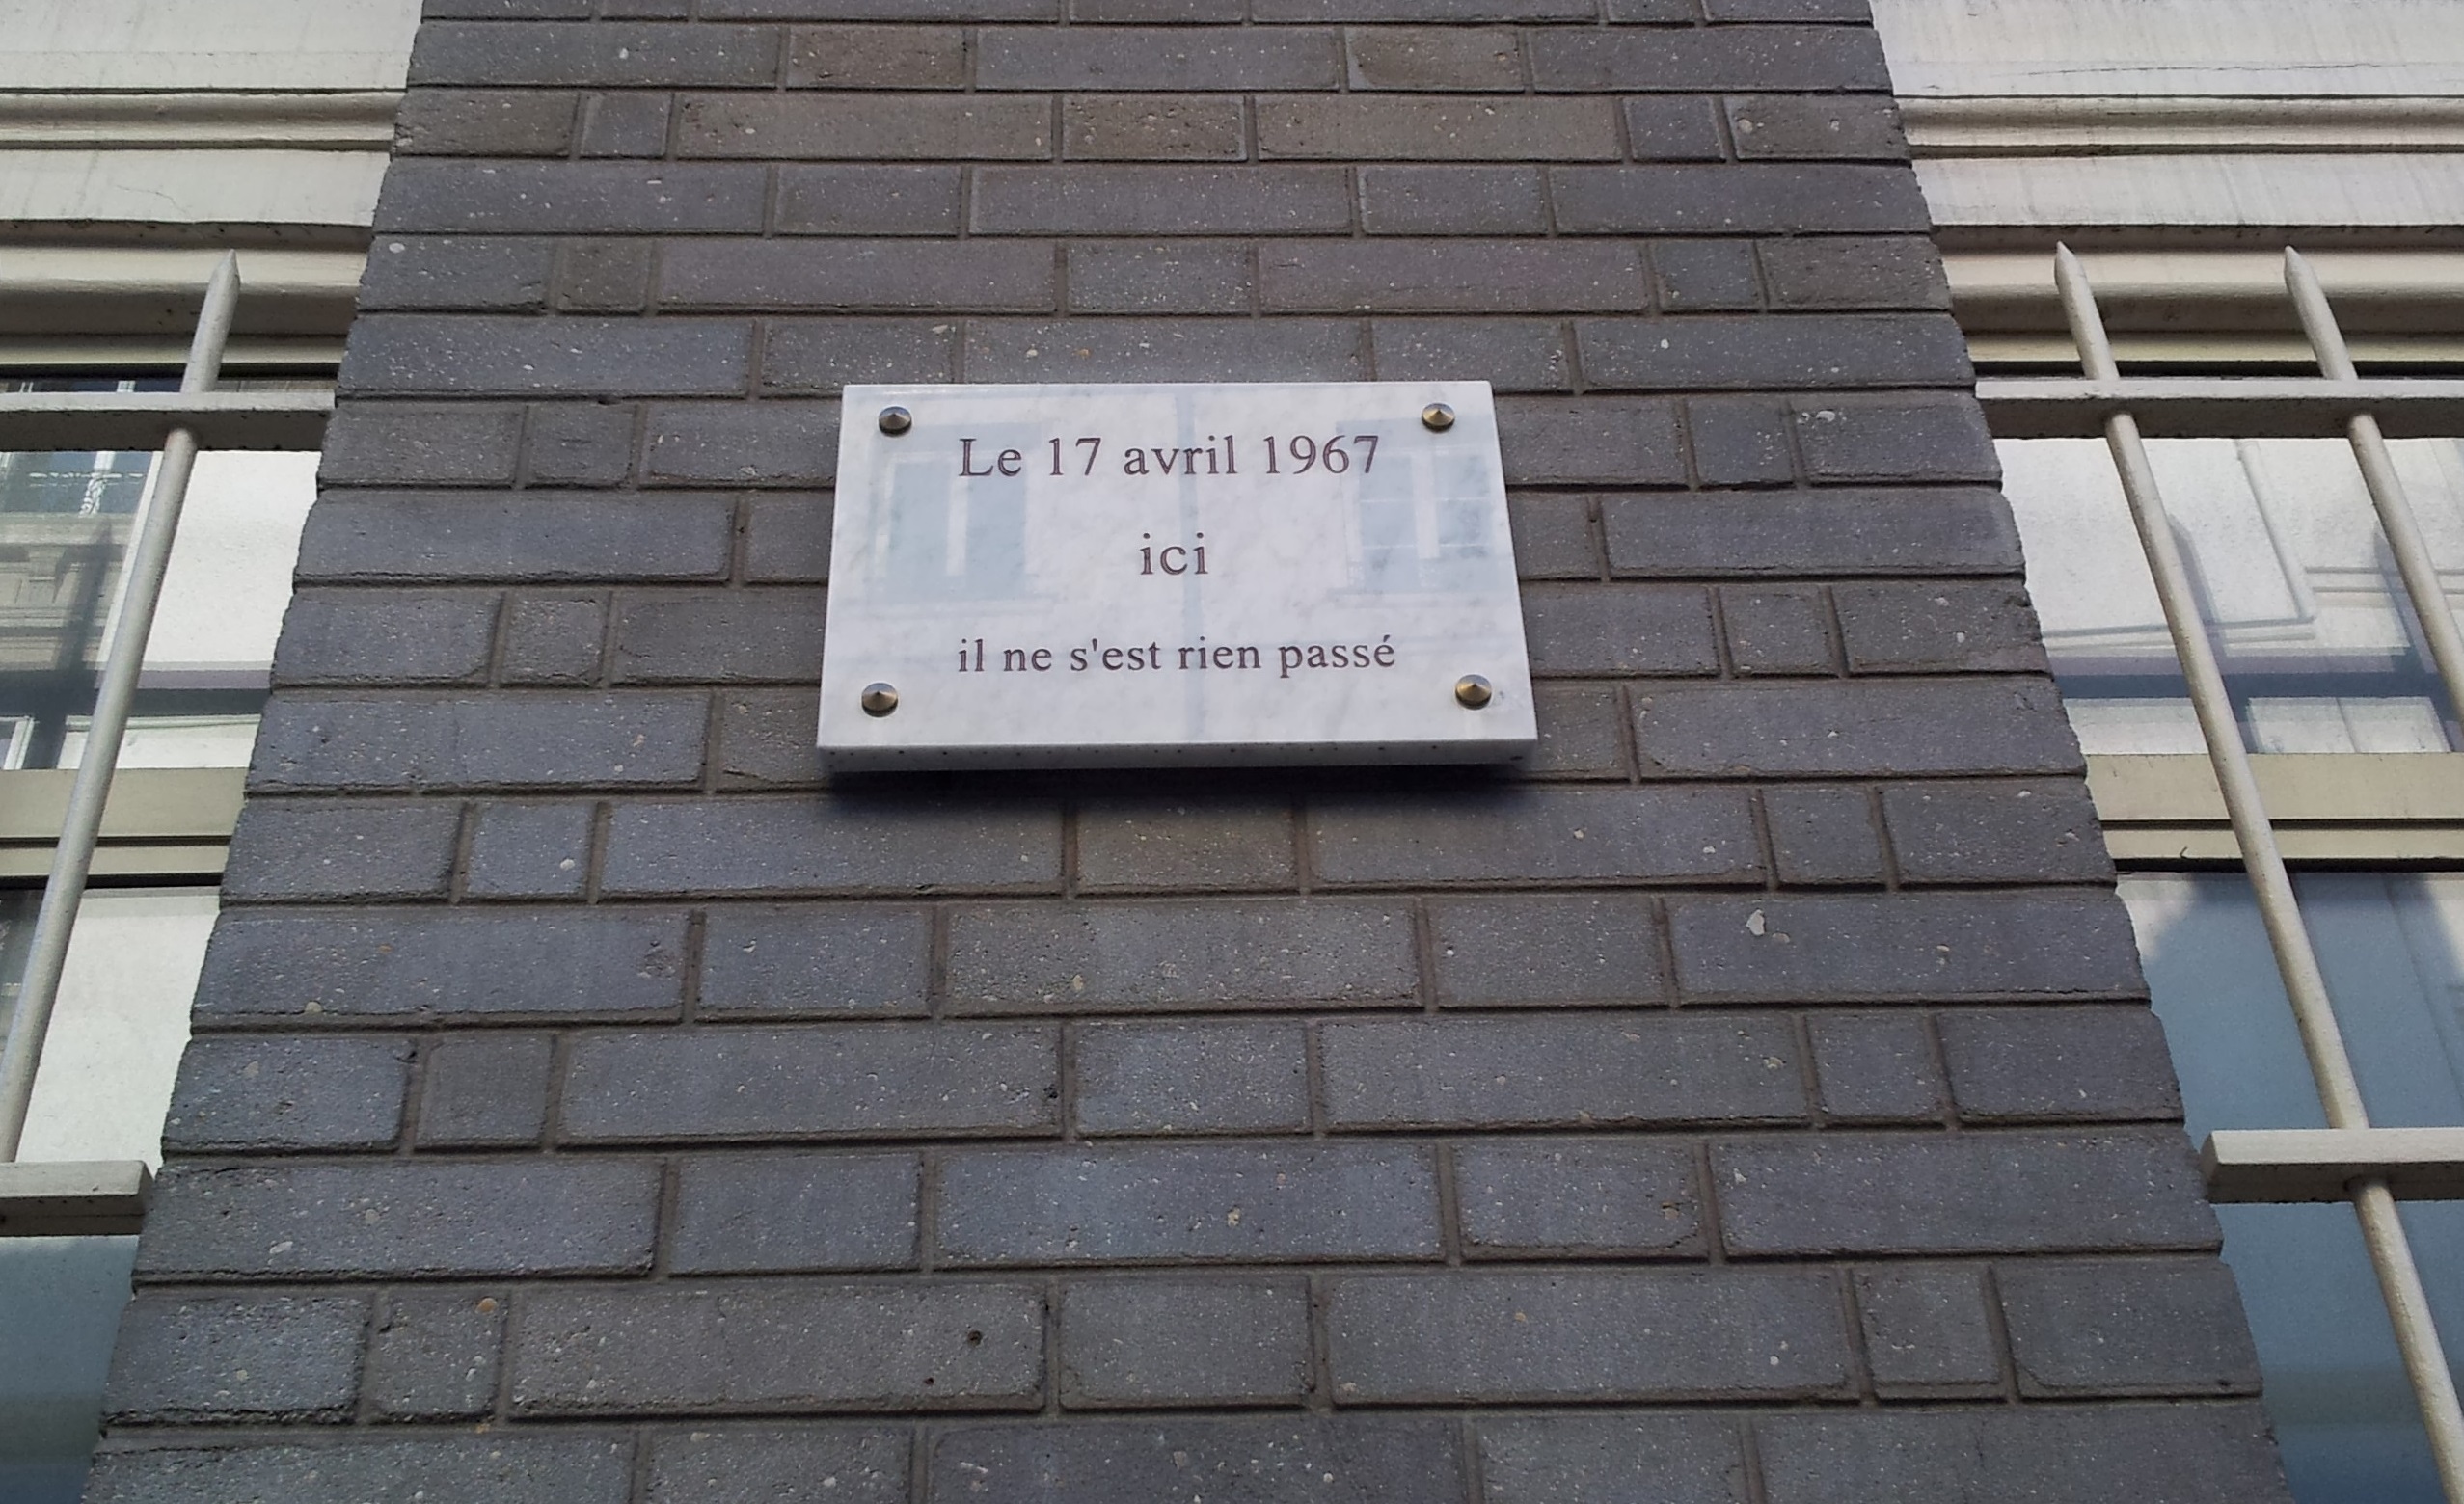 Le 17 avril 1967
ici
il ne s'est rien passé